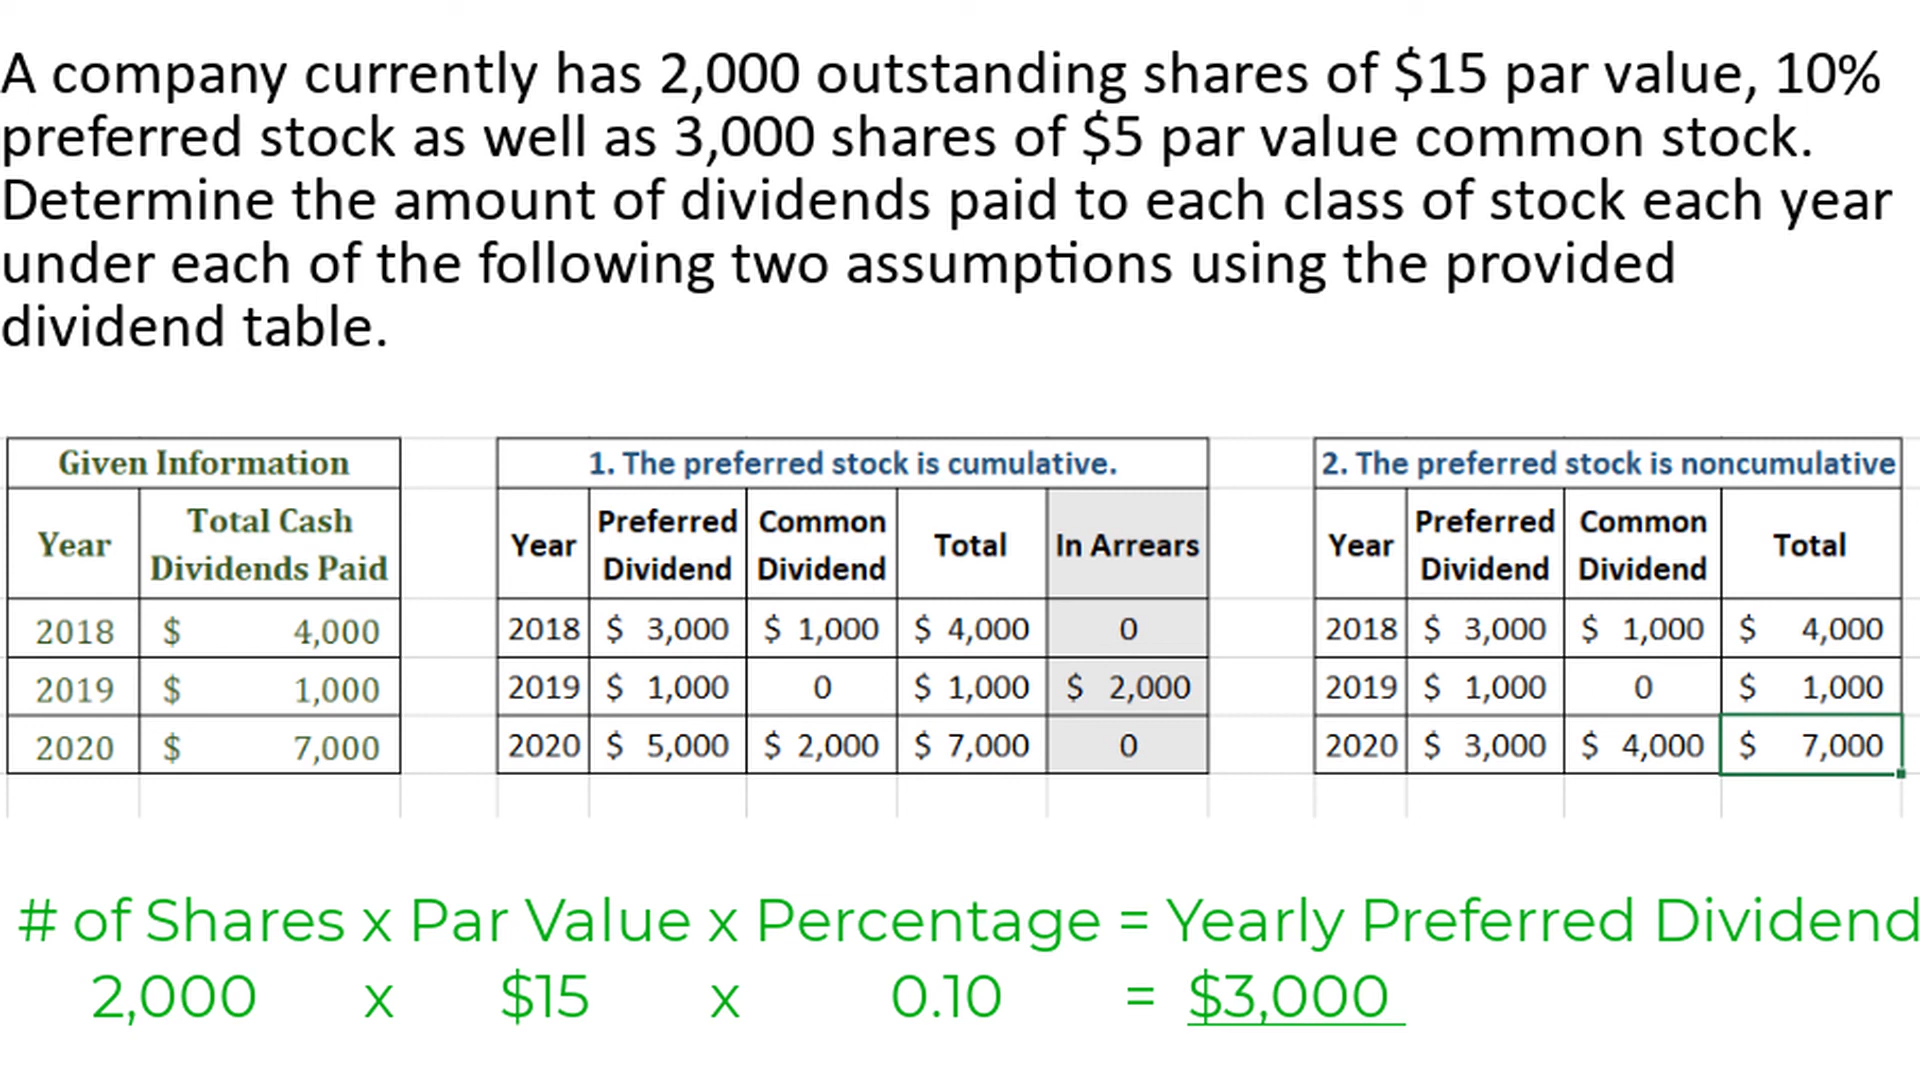 A company currently has 2,000 outstanding shares of $15 par value, 10%
preferred stock as well as 3,000 shares of $5 par value common stock.
Determine the amount of dividends paid to each class of stock each year
under each of the following two assumptions using the provided
dividend table.
Given Information
Year Total Cash Dividends Paid
2018 $ 4,000
2019 $ 1,000
2020 $ 7,000
1. The preferred stock is cumulative.
Year Preferred Dividend Common Dividend Total In Arrears
2018 $ 3,000 $ 1,000 $ 4,000 0
2019 $ 1,000 0 $ 1,000 $ 2,000
2020 $ 5,000 $ 2,000 $ 7,000 0
2. The preferred stock is noncumulative
Year Preferred Dividend Common Dividend Total
2018 $ 3,000 $ 1,000 $ 4,000
2019 $ 1,000 0 $ 1,000
2020 $ 3,000 $ 4,000 $ 7,000
# of Shares x Par Value x Percentage = Yearly Preferred Dividend
2,000 x $15 x 0.10 = $3,000